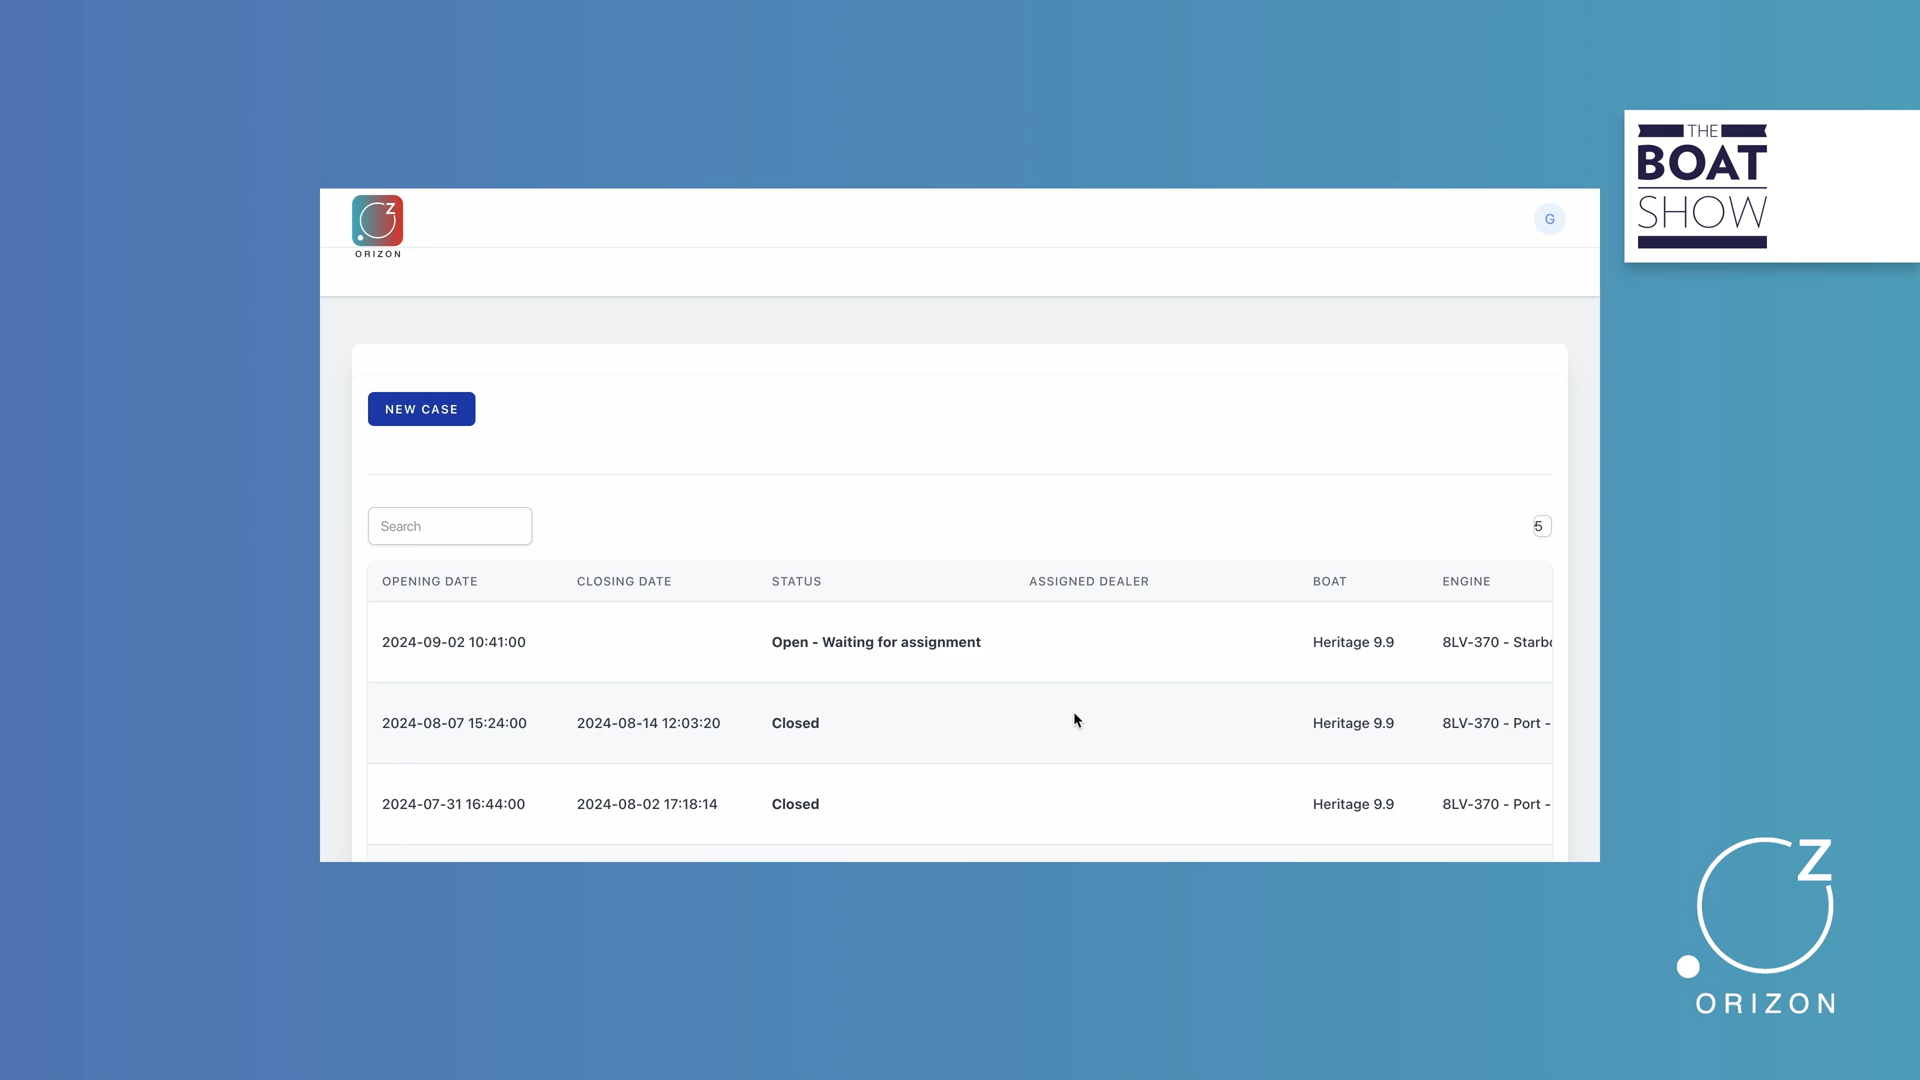 THE
BOAT
SHOW
Z
ORIZON
G
NEW CASE
Search
5
OPENING DATE CLOSING DATE STATUS ASSIGNED DEALER BOAT ENGINE
2024-09-02 10:41:00 Open - Waiting for assignment Heritage 9.9 8LV-370 - Starbo
2024-08-07 15:24:00 2024-08-14 12:03:20 Closed Heritage 9.9 8LV-370 - Port -
2024-07-31 16:44:00 2024-08-02 17:18:14 Closed Heritage 9.9 8LV-370 - Port -
Z
ORIZON